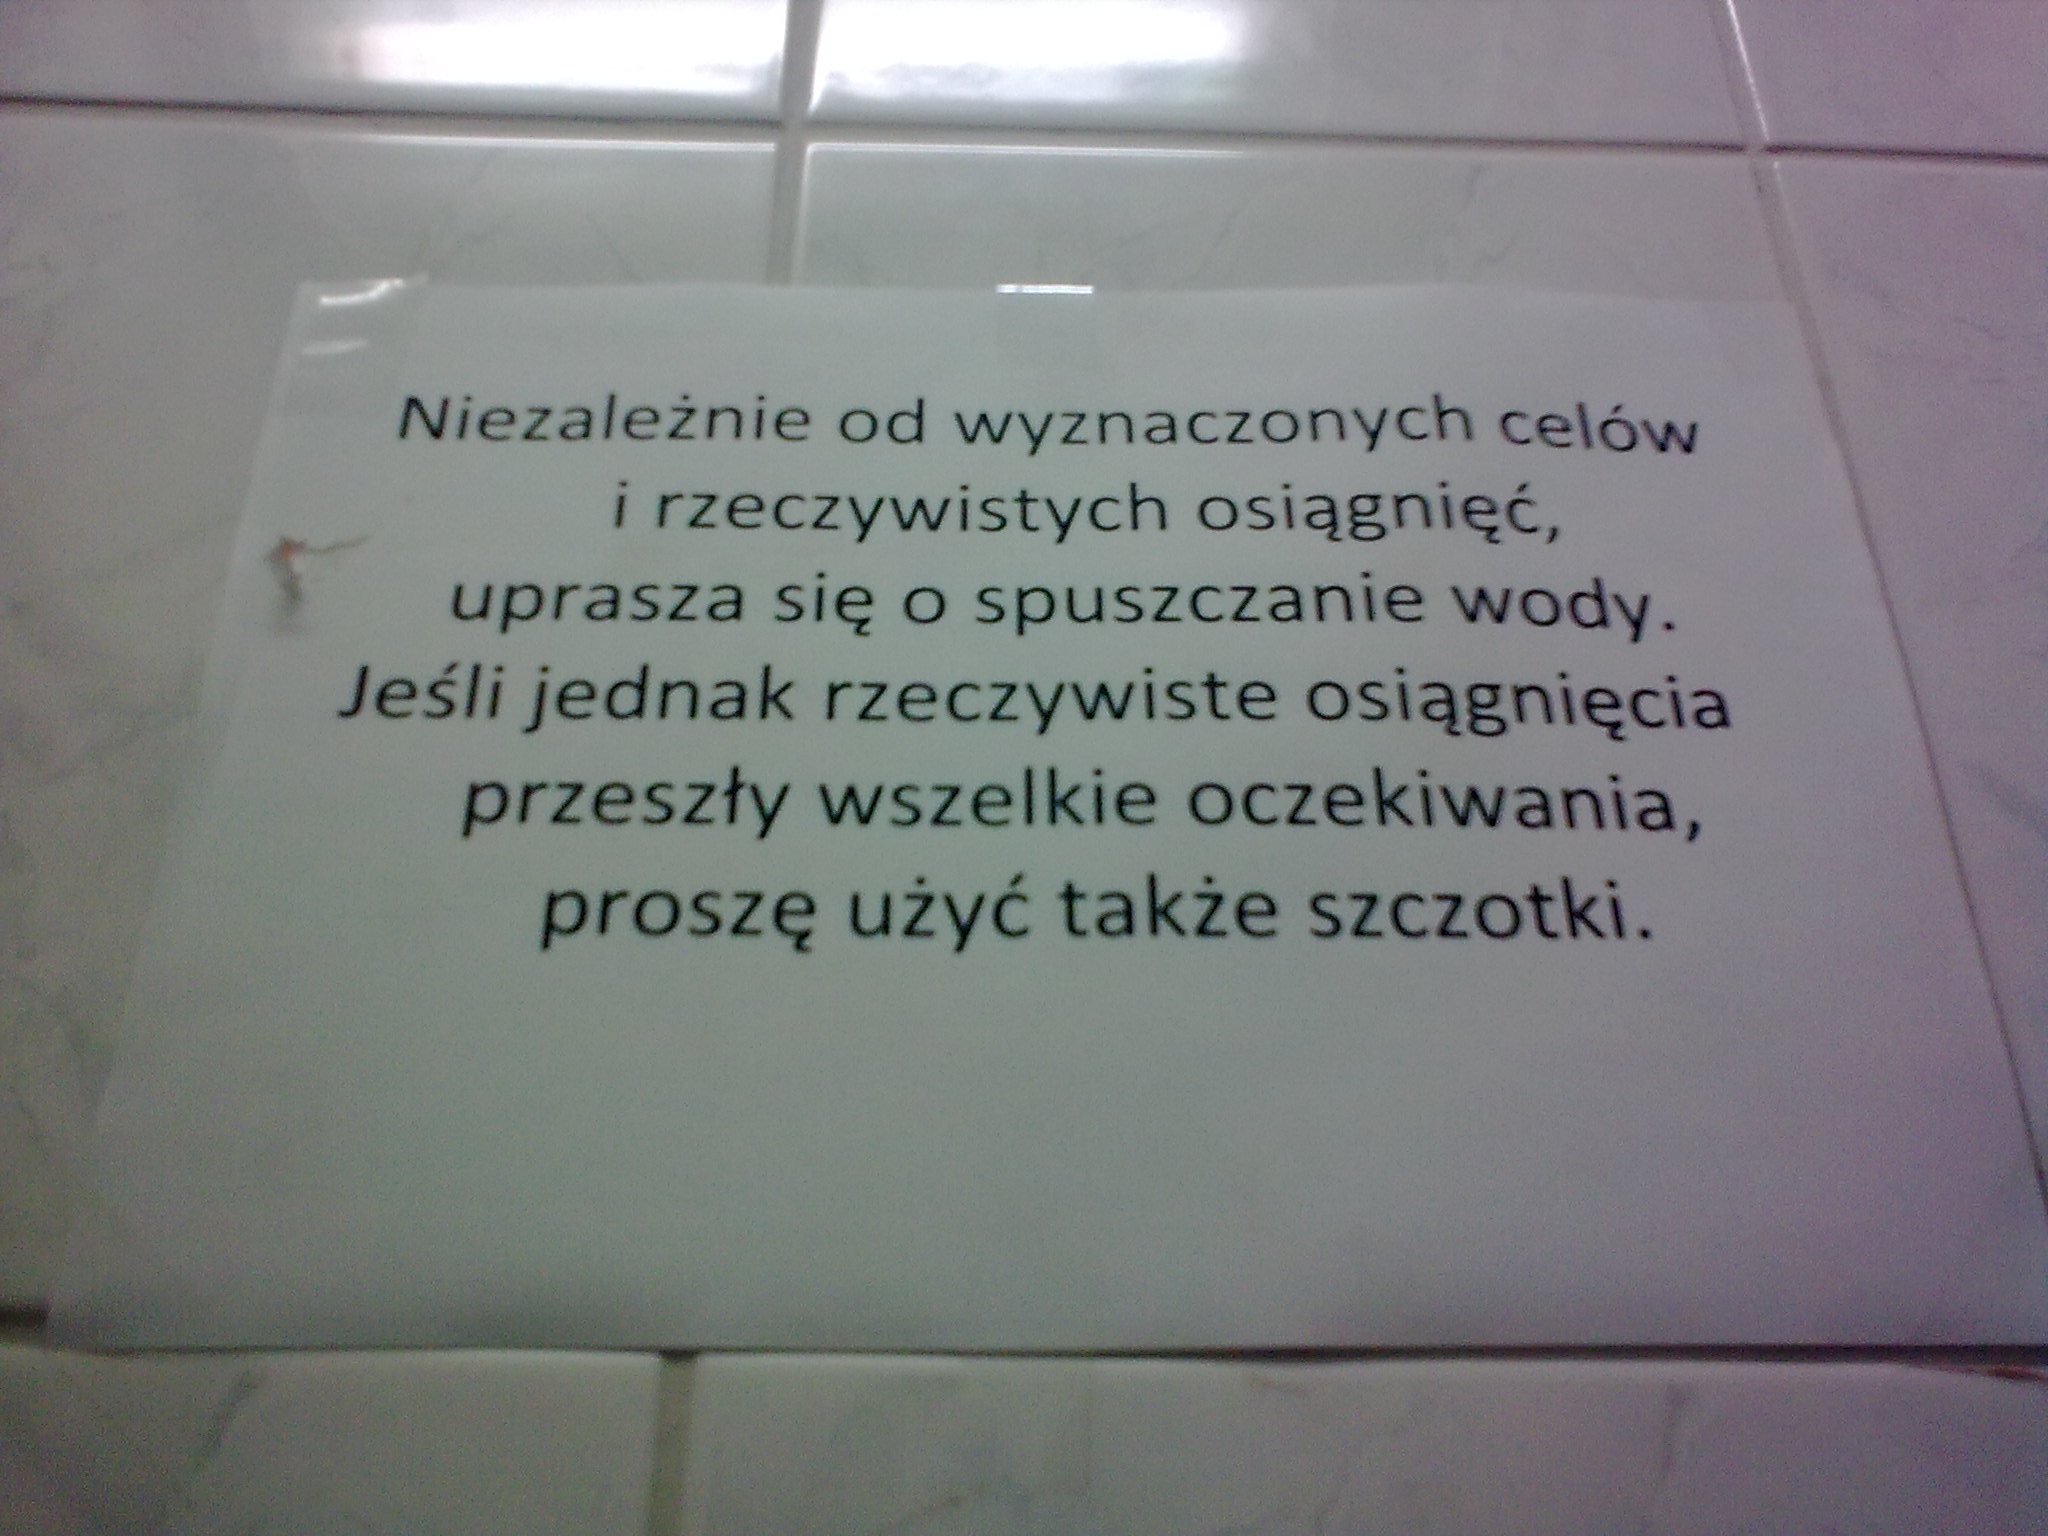 Niezależnie od wyznaczonych celów
i rzeczywistych osiągnięć,
uprasza się o spuszczanie wody.
Jeśli jednak rzeczywiste osiągnięcia
przeszły wszelkie oczekiwania,
proszę użyć także szczotki.